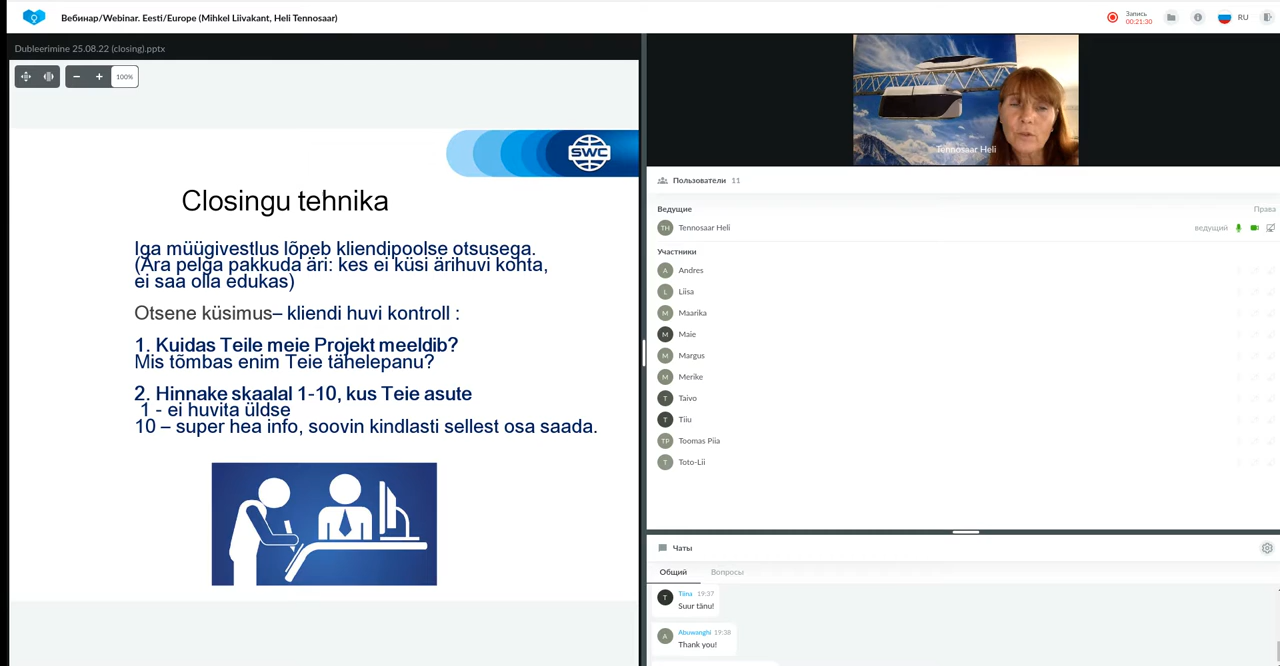 Вебинар/Webinar. Eesti/Europe (Mihkel Liivakant, Heli Tennosaar)
Запись
00:21:30
RU
Dubleerimine 25.08.22 (closing).pptx
100%
SWC
Closingu tehnika
Iga müügivestlus lõpeb kliendipoolse otsusega.
(Ära pelga pakkuda äri: kes ei küsi ärihuvi kohta,
ei saa olla edukas)
Otsene küsimus– kliendi huvi kontroll :
1. Kuidas Teile meie Projekt meeldib?
Mis tõmbas enim Teie tähelepanu?
2. Hinnake skaalal 1-10, kus Teie asute
1 - ei huvita üldse
10 – super hea info, soovin kindlasti sellest osa saada.
Tennosaar Heli
Пользователи 11
Ведущие Права
TH Tennosaar Heli ведущий
Участники
A Andres
L Liisa
M Maarika
M Maie
M Margus
M Merike
T Taivo
T Tiiu
TP Toomas Piia
T Toto-Lii
Чаты
Общий Вопросы
T Tiina 19:37
Suur tänu!
A Abuwanghi 19:38
Thank you!